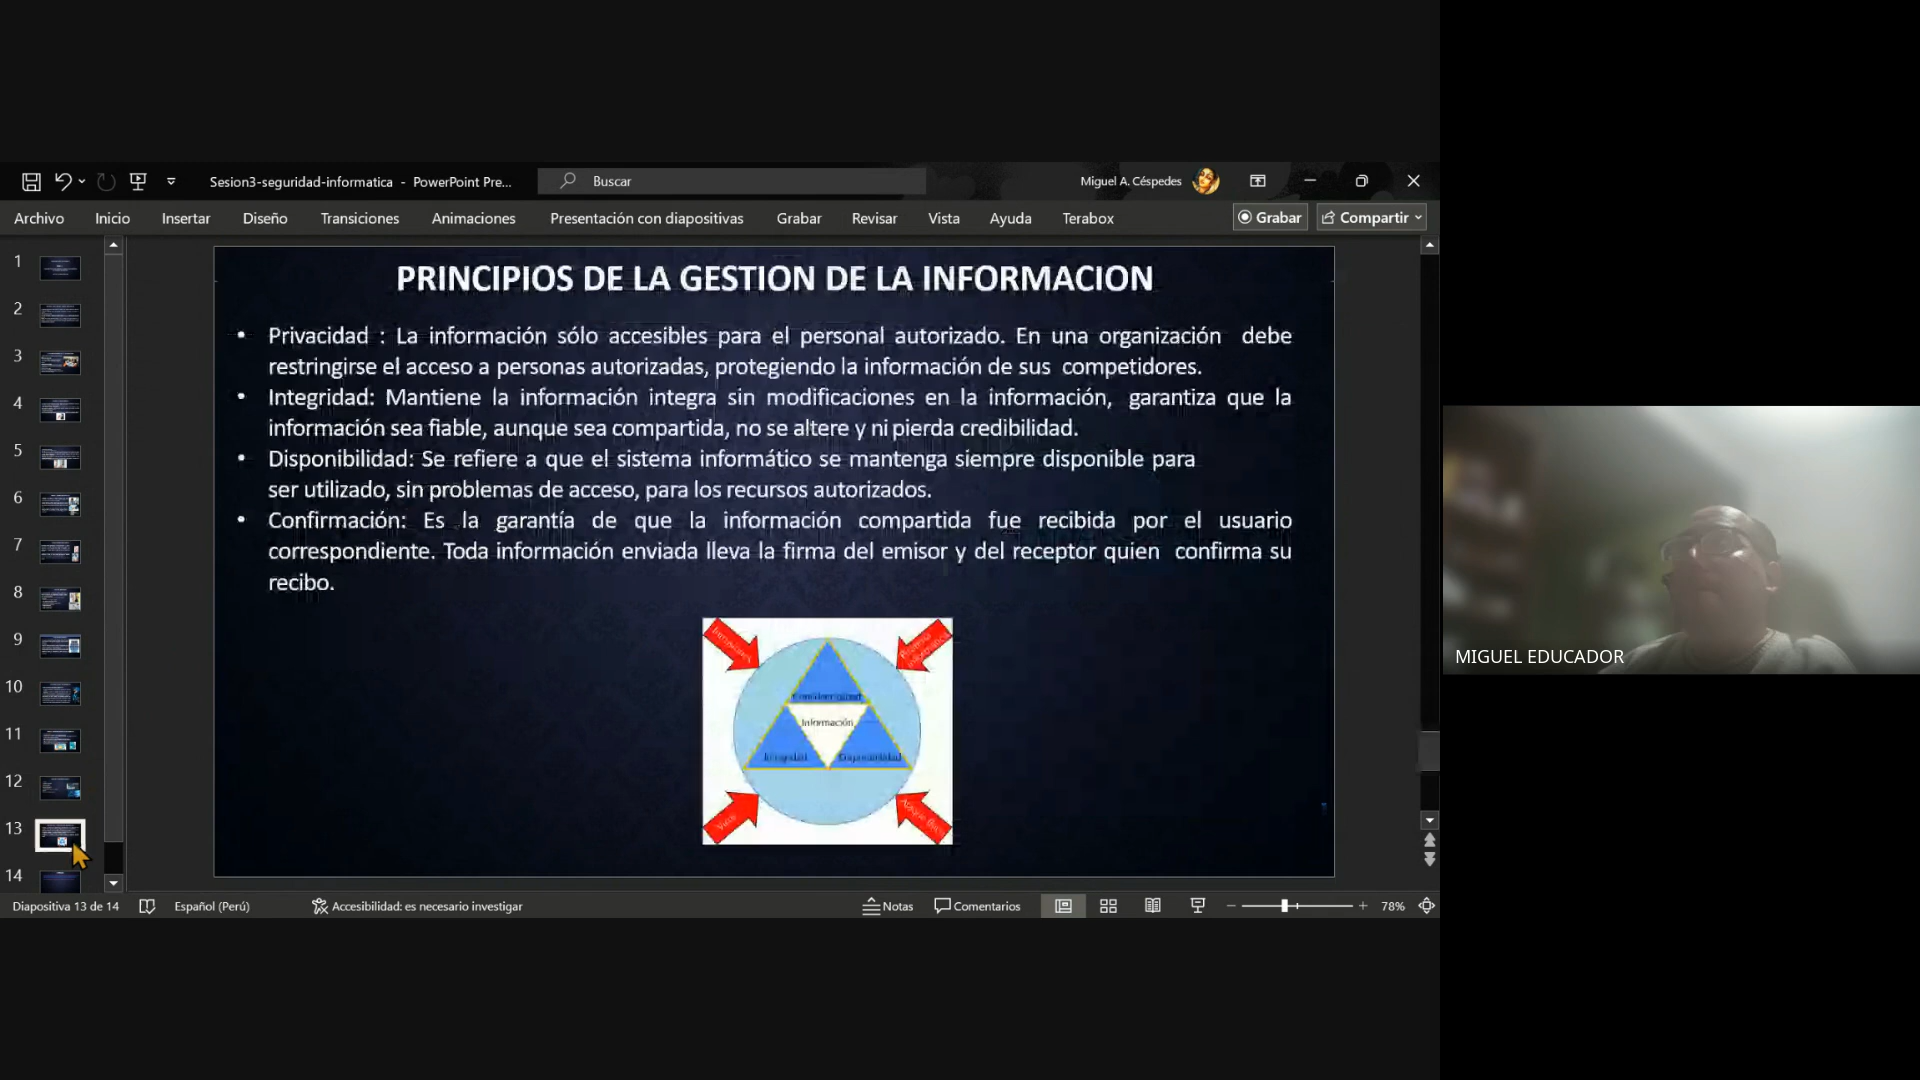 Sesion3-seguridad-informatica - PowerPoint Pre...
Buscar
Miguel A. Céspedes
Archivo Inicio Insertar Diseño Transiciones Animaciones Presentación con diapositivas Grabar Revisar Vista Ayuda Terabox Grabar Compartir
1
2
3
4
5
6
7
8
9
10
11
12
13
14
PRINCIPIOS DE LA GESTION DE LA INFORMACION
• Privacidad : La información sólo accesibles para el personal autorizado. En una organización debe
restringirse el acceso a personas autorizadas, protegiendo la información de sus competidores.
• Integridad: Mantiene la información integra sin modificaciones en la información, garantiza que la
información sea fiable, aunque sea compartida, no se altere y ni pierda credibilidad.
• Disponibilidad: Se refiere a que el sistema informático se mantenga siempre disponible para
ser utilizado, sin problemas de acceso, para los recursos autorizados.
• Confirmación: Es la garantía de que la información compartida fue recibida por el usuario
correspondiente. Toda información enviada lleva la firma del emisor y del receptor quien confirma su
recibo.
Información
Integridad Disponibilidad
Virus
MIGUEL EDUCADOR
Diapositiva 13 de 14 Español (Perú) Accesibilidad: es necesario investigar Notas Comentarios 78%